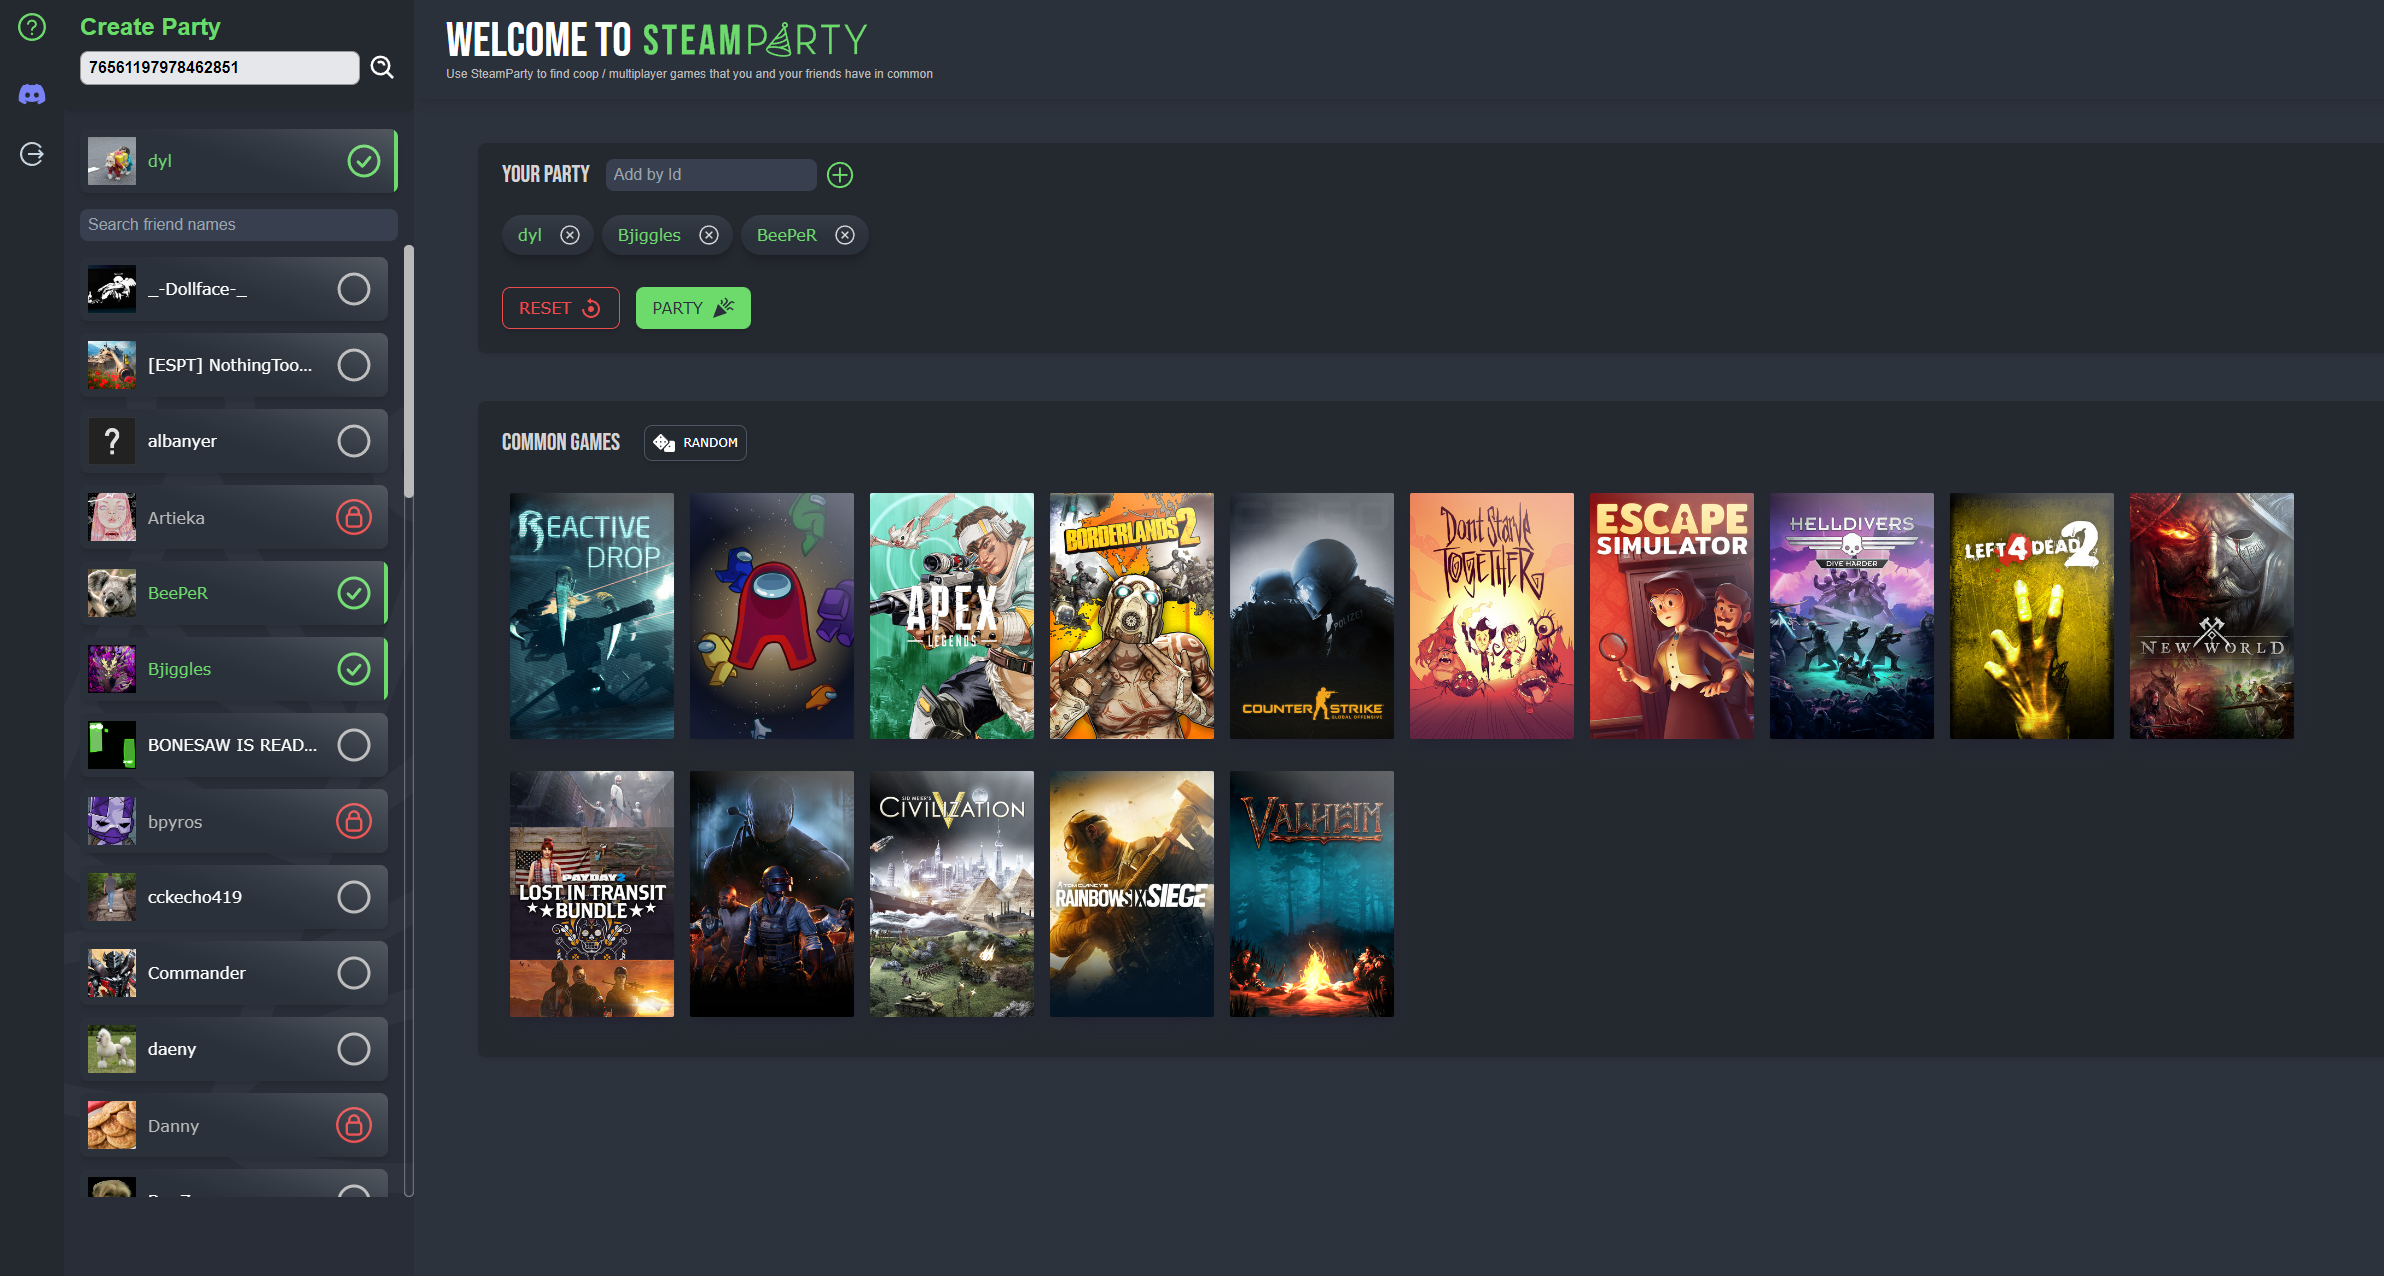 Create Party
76561197978462851
dyl
Search friend names
_-Dollface-_
[ESPT] NothingToo...
?
albanyer
Artieka
BeePeR
Bjiggles
BONESAW IS READ...
bpyros
cckecho419
Commander
daeny
Danny
WELCOME TO STEAMPARTY
Use SteamParty to find coop / multiplayer games that you and your friends have in common
YOUR PARTY
Add by Id
dyl
Bjiggles
BeePeR
RESET
PARTY
COMMON GAMES
RANDOM
REACTIVE
DROP
APEX
LEGENDS
BORDERLANDS 2
POLIZEI
COUNTER STRIKE
GLOBAL OFFENSIVE
Don't Starve
TOGETHER
ESCAPE
SIMULATOR
HELLDIVERS
DIVE HARDER
LEFT 4 DEAD 2
NEW WORLD
PAYDAY 2
LOST IN TRANSIT
BUNDLE
SID MEIER'S
CIVILIZATION V
TOM CLANCY'S
RAINBOW SIX SIEGE
VALHEIM